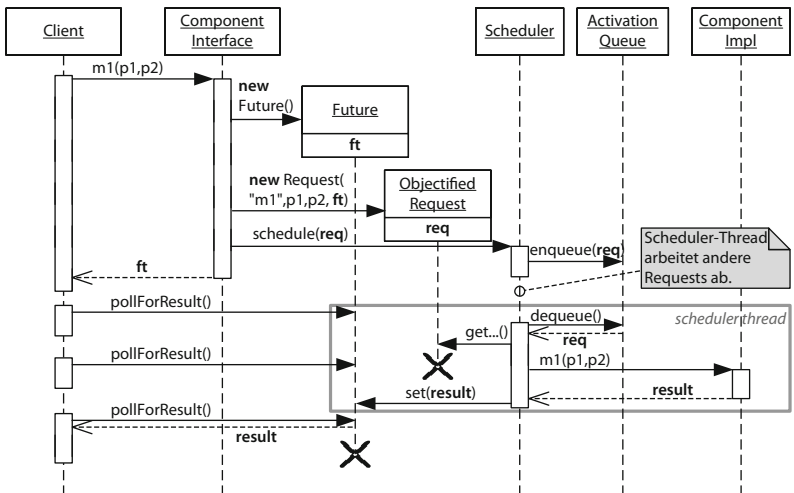 Client
Component
Interface
Scheduler
Activation
Queue
Component
Impl
m1(p1,p2)
new
Future()
Future
ft
new Request(
"m1",p1,p2, ft)
Objectified
Request
req
schedule(req)
enqueue(req)
Scheduler-Thread
arbeitet andere
Requests ab.
ft
pollForResult()
dequeue()
scheduler thread
req
get...()
pollForResult()
m1(p1,p2)
result
set(result)
pollForResult()
result